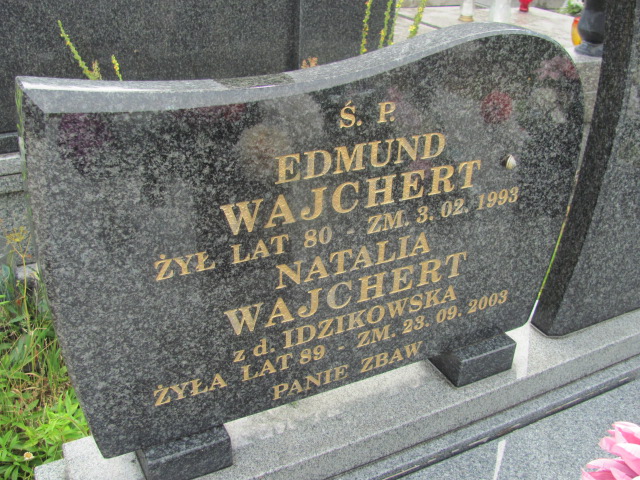 Ś. P.
EDMUND
WAJCHERT
ŻYŁ LAT 80 - ZM. 3.02.1993
NATALIA
WAJCHERT
z d. IDZIKOWSKA
ŻYŁA LAT 89 - ZM. 23.09.2003
PANIE ZBAW